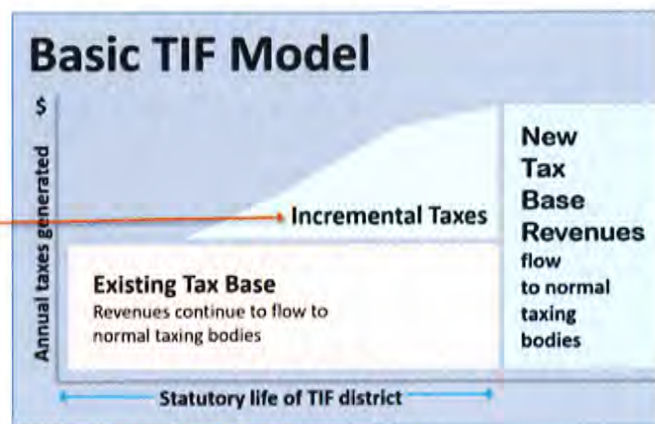 Basic TIF Model
$
Annual taxes generated
Incremental Taxes
Existing Tax Base
Revenues continue to flow to
normal taxing bodies
New
Tax
Base
Revenues
flow
to normal
taxing
bodies
Statutory life of TIF district